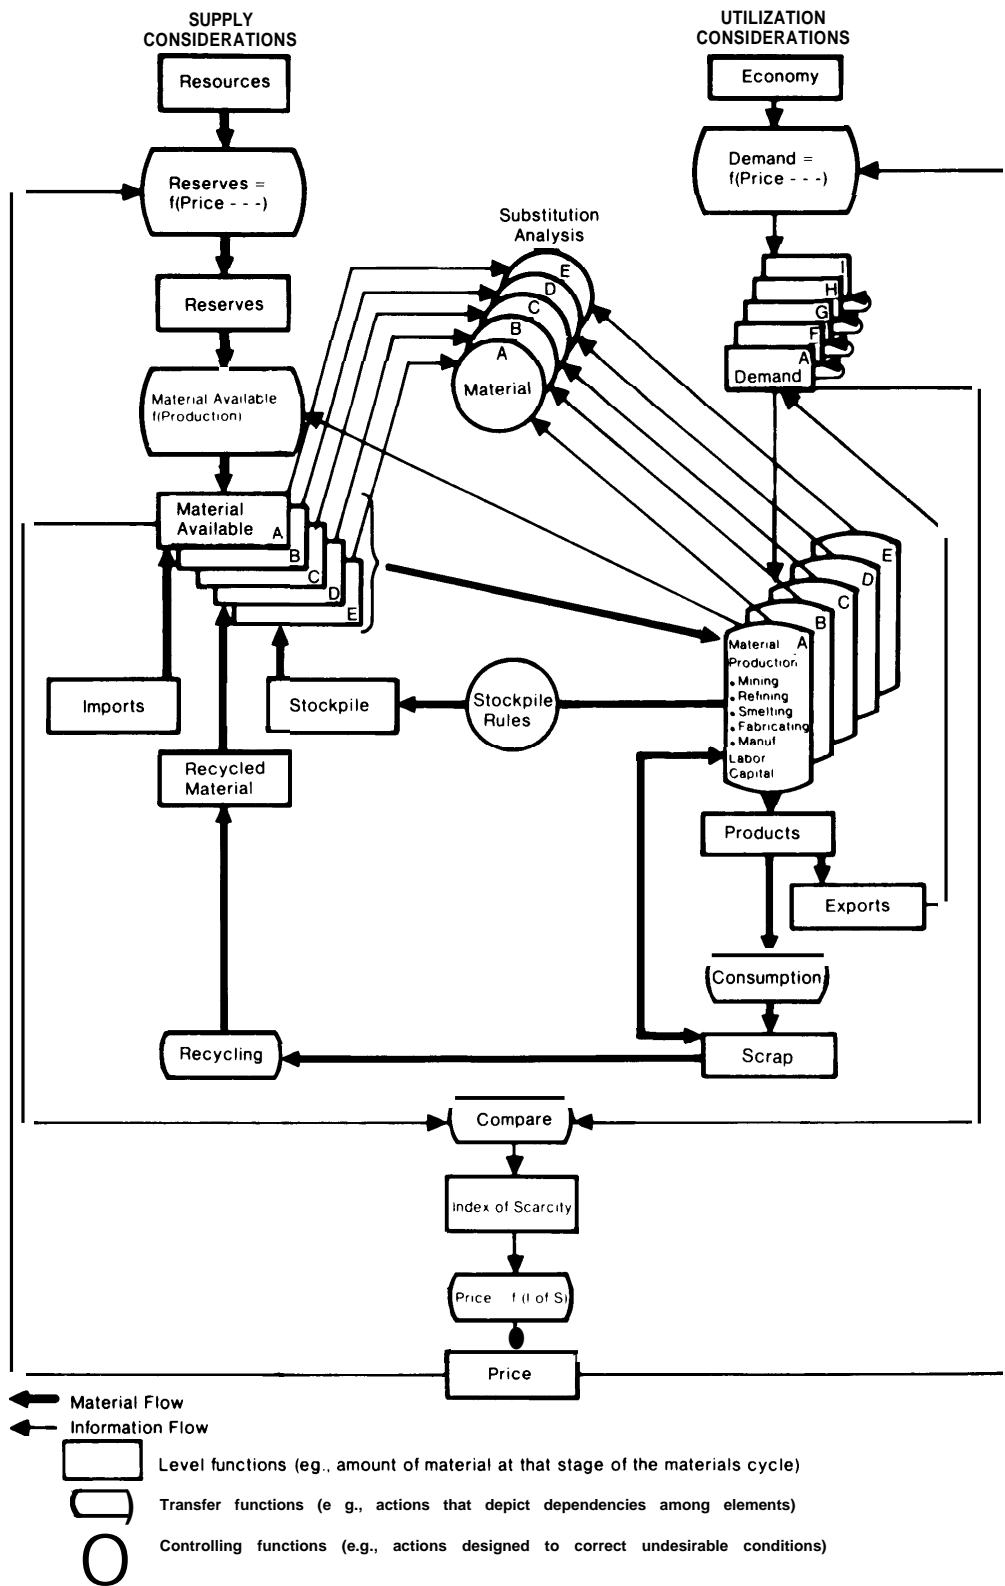 SUPPLY
CONSIDERATIONS
UTILIZATION
CONSIDERATIONS
Resources
Economy
Reserves =
f(Price - - -)
Demand =
f(Price - - -)
Substitution
Analysis
Reserves
E
D
C
B
A
Material
I
H
G
F
A
Demand
Material Available
f(Production)
Material
Available
A
B
C
D
E
E
D
C
B
A
Material
Production
• Mining
• Refining
• Smelting
• Fabricating
• Manuf
Labor
Capital
Imports
Stockpile
Stockpile
Rules
Recycled
Material
Products
Exports
Consumption
Recycling
Scrap
Compare
Index of Scarcity
Price f (I of S)
Price
Material Flow
Information Flow
Level functions (eg., amount of material at that stage of the materials cycle)
Transfer functions (e g., actions that depict dependencies among elements)
Controlling functions (e.g., actions designed to correct undesirable conditions)